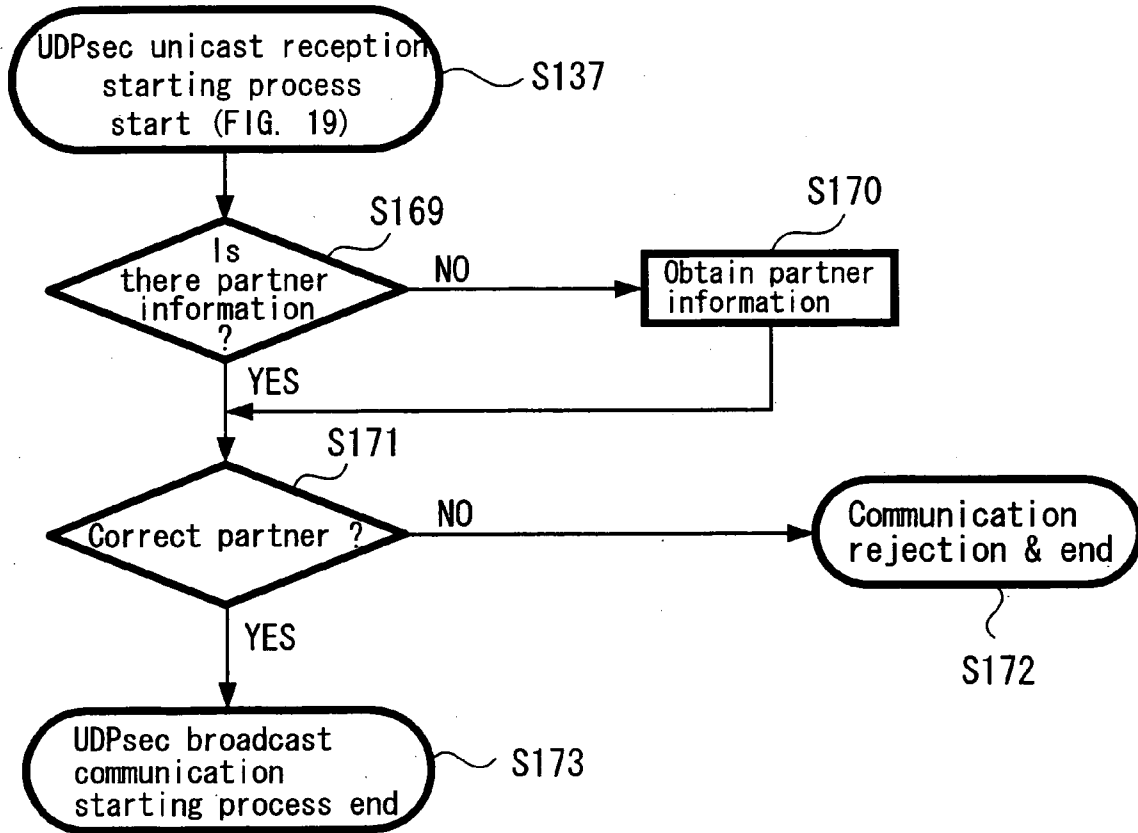 UDPsec unicast reception
starting process
start (FIG. 19)
S137
S169
Is
there partner
information
?
NO
S170
Obtain partner
information
YES
S171
Correct partner ?
NO
Communication
rejection & end
S172
YES
UDPsec broadcast
communication
starting process end
S173